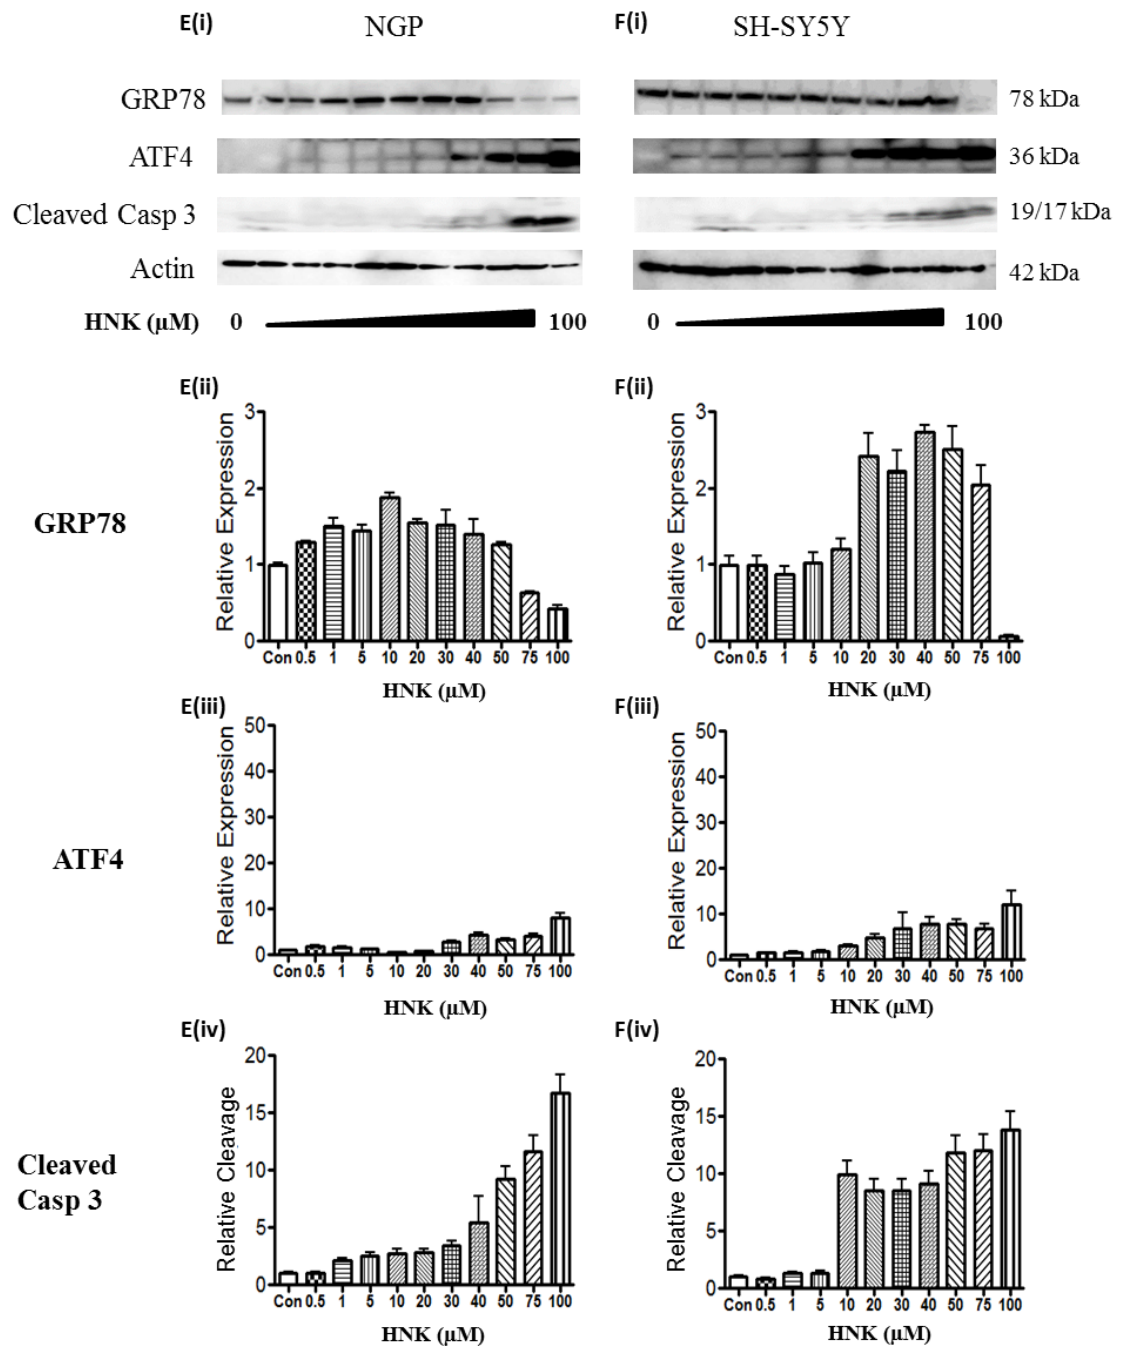 E(i) NGP F(i) SH-SY5Y
GRP78 78 kDa
ATF4 36 kDa
Cleaved Casp 3 19/17 kDa
Actin 42 kDa
HNK (μM) 0 100 0 100
E(ii) F(ii)
GRP78
Relative Expression
3
2
1
0
Con 0.5 1 5 10 20 30 40 50 75 100
HNK (μM)
Relative Expression
3
2
1
0
Con 0.5 1 5 10 20 30 40 50 75 100
HNK (μM)
E(iii) F(iii)
ATF4
Relative Expression
50
40
30
20
10
0
Con 0.5 1 5 10 20 30 40 50 75 100
HNK (μM)
Relative Expression
50
40
30
20
10
0
Con 0.5 1 5 10 20 30 40 50 75 100
HNK (μM)
E(iv) F(iv)
Cleaved
Casp 3
Relative Cleavage
20
15
10
5
0
Con 0.5 1 5 10 20 30 40 50 75 100
HNK (μM)
Relative Cleavage
20
15
10
5
0
Con 0.5 1 5 10 20 30 40 50 75 100
HNK (μM)